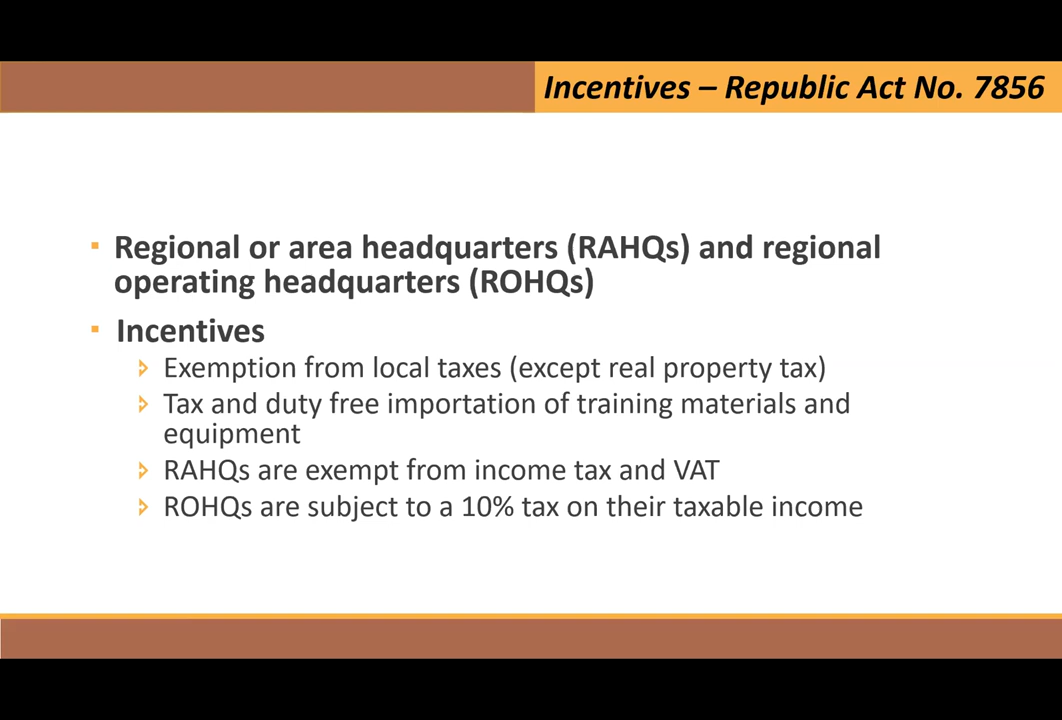 Incentives – Republic Act No. 7856
Regional or area headquarters (RAHQs) and regional
operating headquarters (ROHQs)
Incentives
Exemption from local taxes (except real property tax)
Tax and duty free importation of training materials and
equipment
RAHQs are exempt from income tax and VAT
ROHQs are subject to a 10% tax on their taxable income